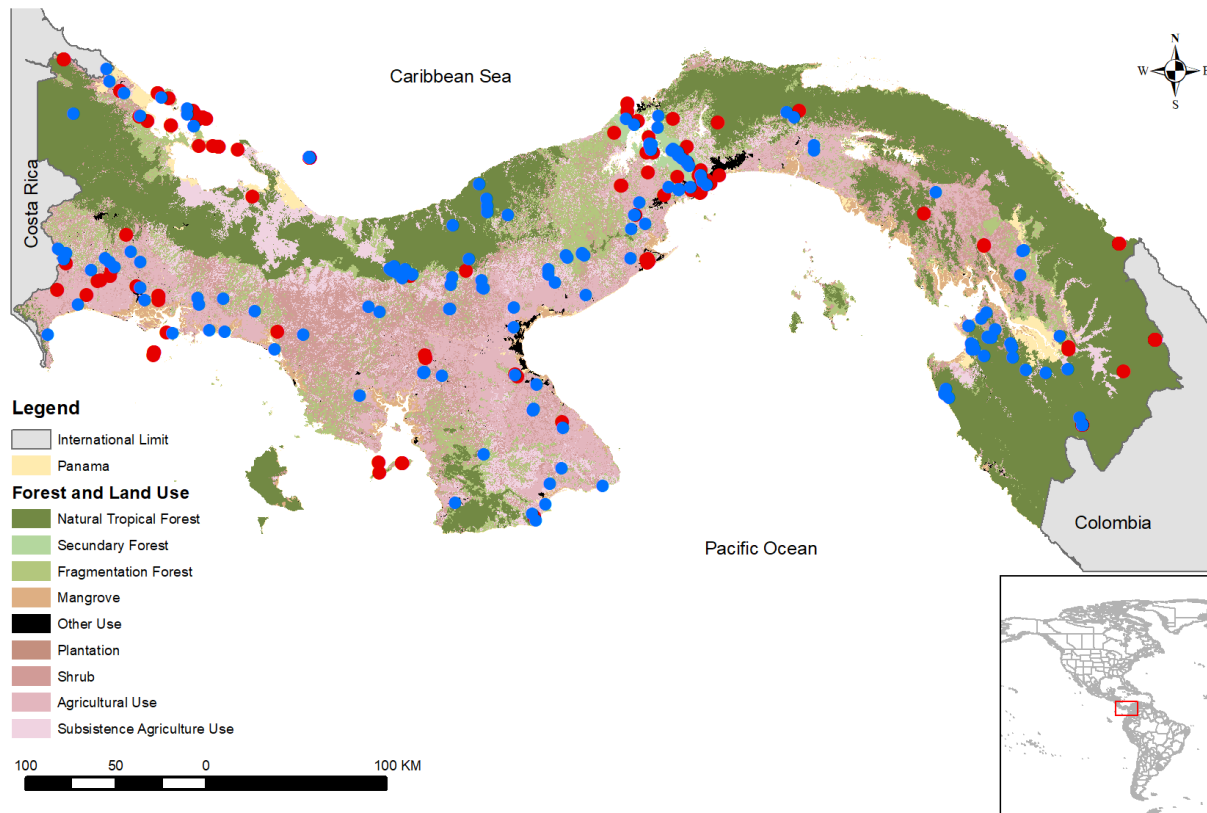 Caribbean Sea
N
W E
S
Costa Rica
Legend
International Limit
Panama
Forest and Land Use
Natural Tropical Forest
Secundary Forest
Fragmentation Forest
Mangrove
Other Use
Plantation
Shrub
Agricultural Use
Subsistence Agriculture Use
Colombia
Pacific Ocean
100 50 0 100 KM